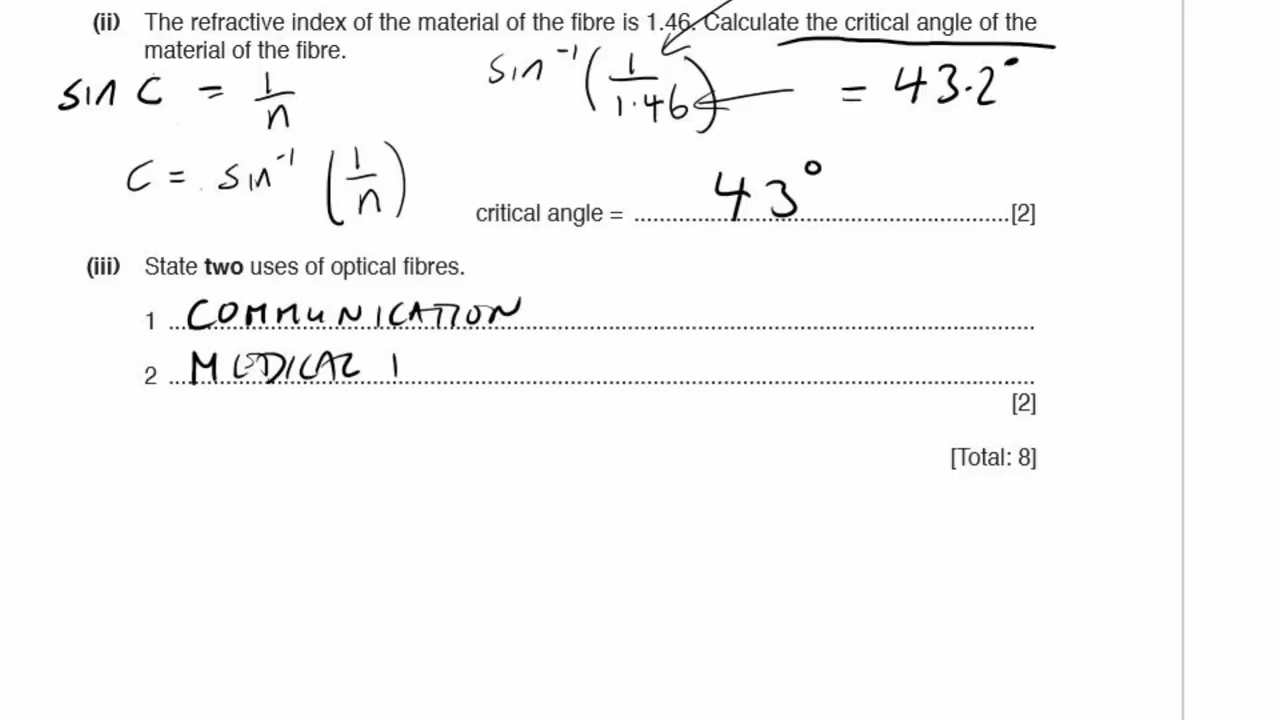 (ii) The refractive index of the material of the fibre is 1.46. Calculate the critical angle of the
material of the fibre.
sin C = 1/n
sin⁻¹ (1/1.46) = 43.2°
C = sin⁻¹ (1/n)
43°
critical angle = ........................................................[2]
(iii) State two uses of optical fibres.
1 COMMUNICATION
2 MEDICAL I
[2]
[Total: 8]